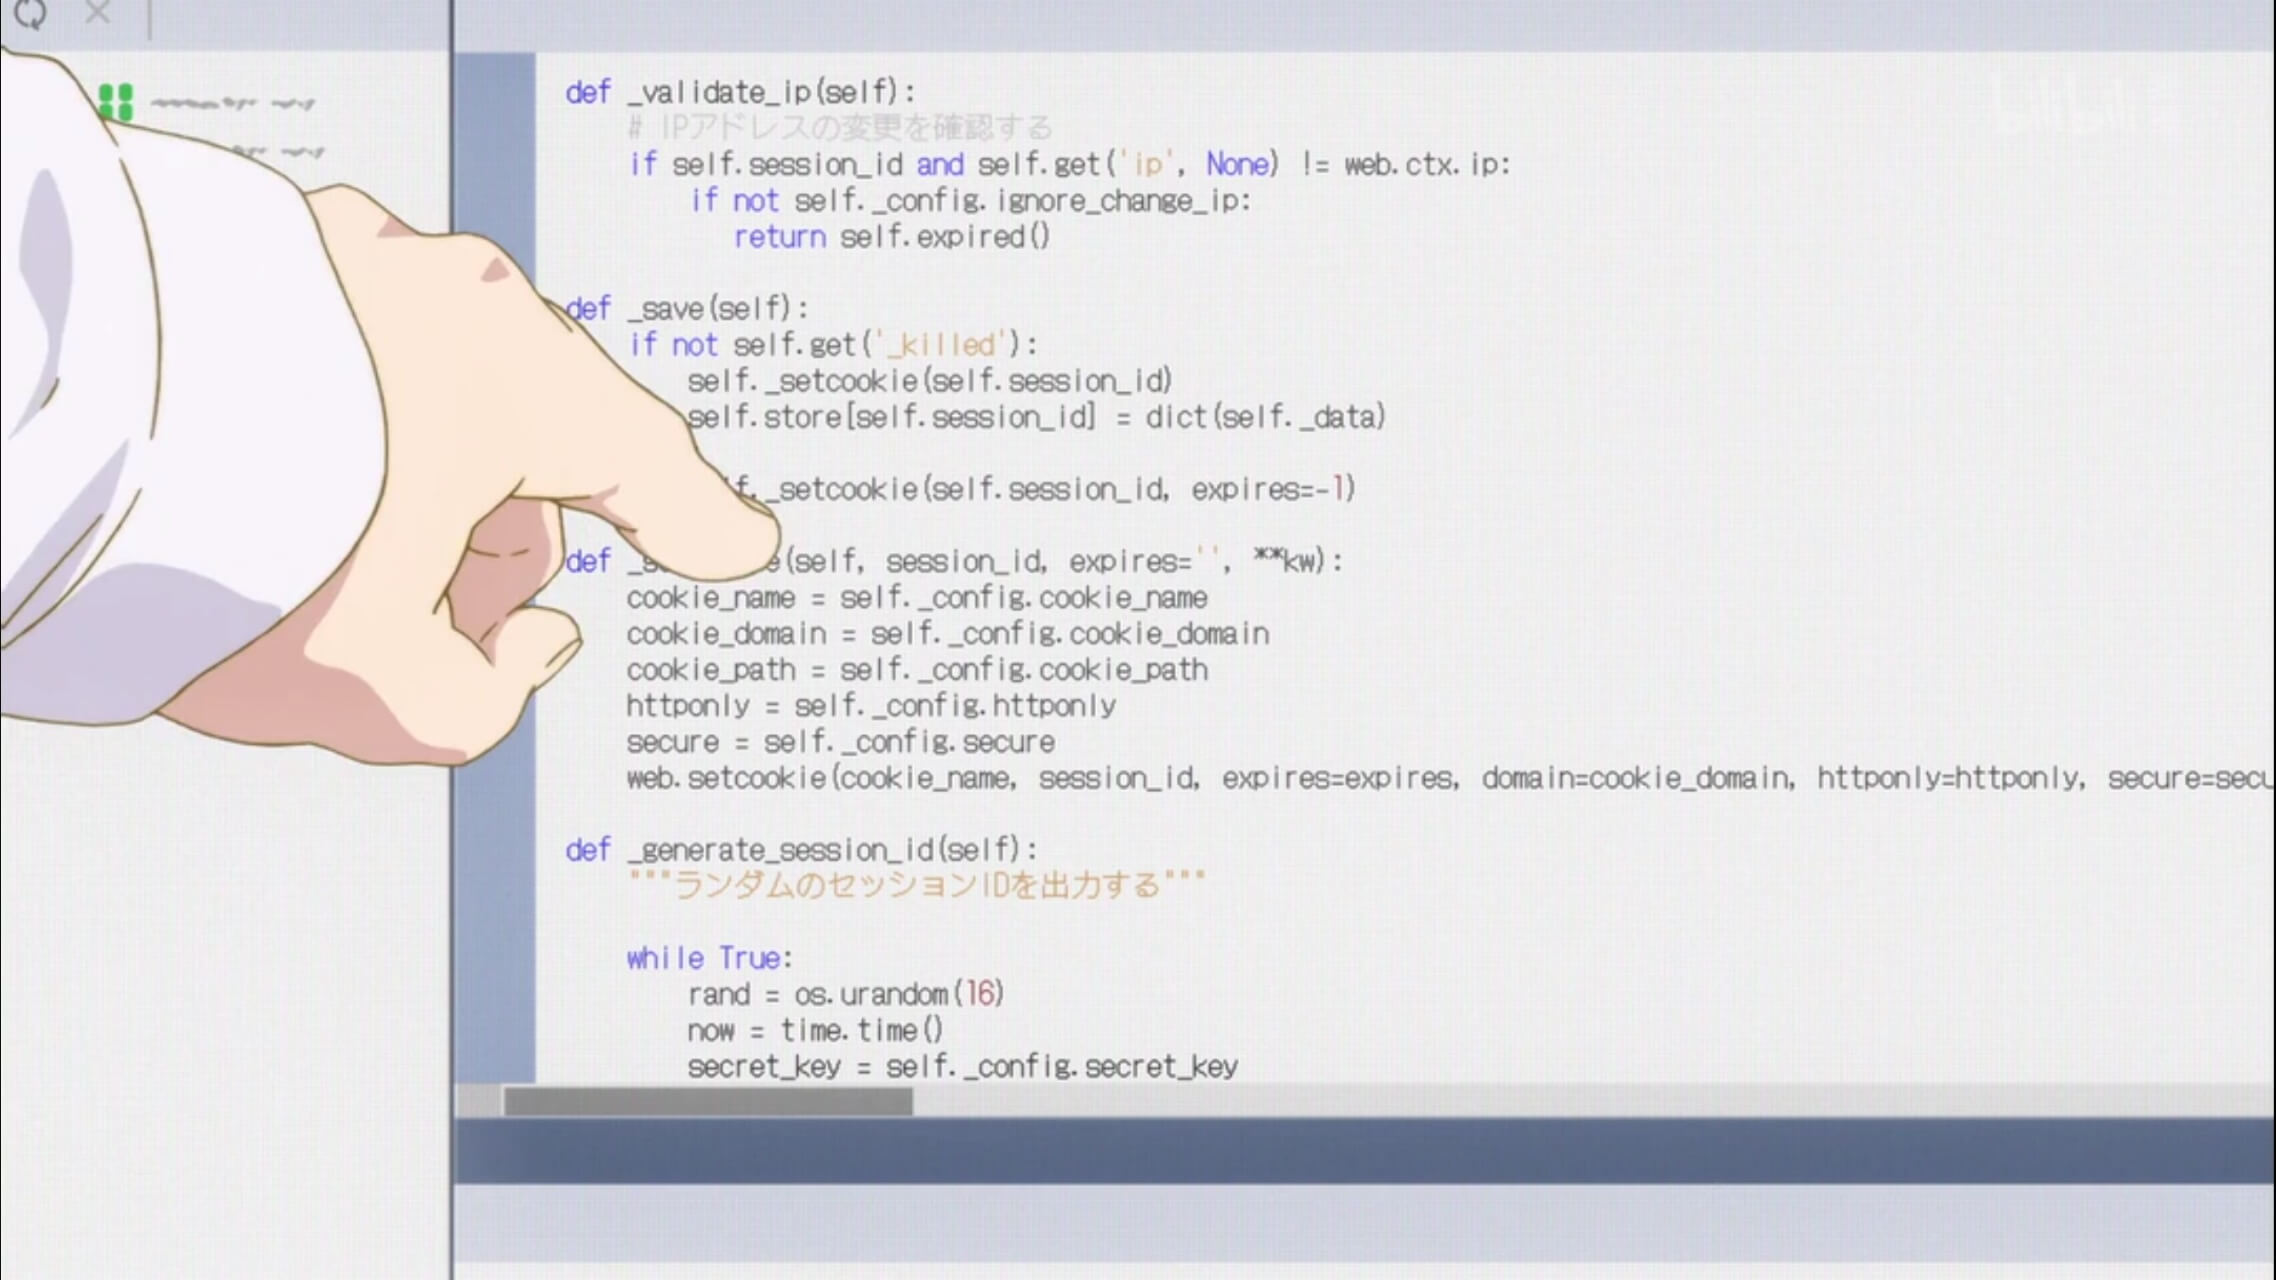 def _validate_ip(self):
# IPアドレスの変更を確認する
if self.session_id and self.get('ip', None) != web.ctx.ip:
if not self._config.ignore_change_ip:
return self.expired()
def _save(self):
if not self.get('_killed'):
self._setcookie(self.session_id)
self.store[self.session_id] = dict(self._data)
f._setcookie(self.session_id, expires=-1)
def (self, session_id, expires='', **kw):
cookie_name = self._config.cookie_name
cookie_domain = self._config.cookie_domain
cookie_path = self._config.cookie_path
httponly = self._config.httponly
secure = self._config.secure
web.setcookie(cookie_name, session_id, expires=expires, domain=cookie_domain, httponly=httponly, secure=secu
def _generate_session_id(self):
"""ランダムのセッションIDを出力する"""
while True:
rand = os.urandom(16)
now = time.time()
secret_key = self._config.secret_key
bilibili